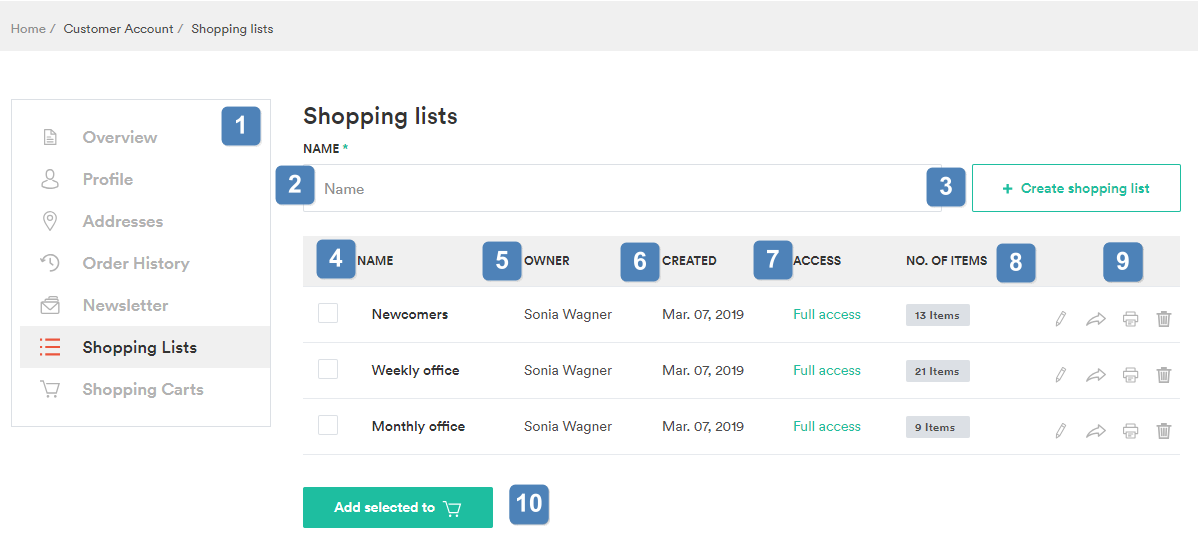 Home / Customer Account / Shopping lists
1
Overview
Profile
Addresses
Order History
Newsletter
Shopping Lists
Shopping Carts
Shopping lists
NAME *
2 Name 3 + Create shopping list
4 NAME 5 OWNER 6 CREATED 7 ACCESS NO. OF ITEMS 8 9
Newcomers Sonia Wagner Mar. 07, 2019 Full access 13 Items
Weekly office Sonia Wagner Mar. 07, 2019 Full access 21 Items
Monthly office Sonia Wagner Mar. 07, 2019 Full access 9 Items
Add selected to 10